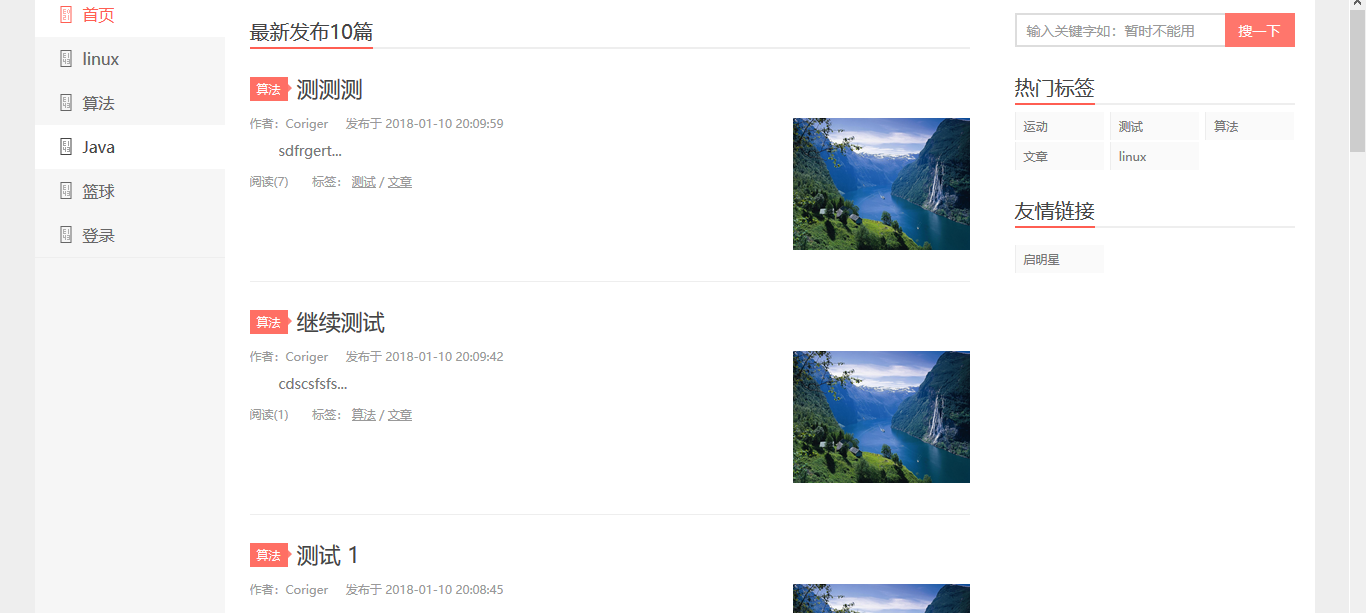 首页
linux
算法
Java
篮球
登录
最新发布10篇
算法 测测测
作者：Coriger 发布于 2018-01-10 20:09:59
sdfrgert...
阅读(7) 标签： 测试 / 文章
算法 继续测试
作者：Coriger 发布于 2018-01-10 20:09:42
cdscsfsfs...
阅读(1) 标签： 算法 / 文章
算法 测试 1
作者：Coriger 发布于 2018-01-10 20:08:45
输入关键字如：暂时不能用 搜一下
热门标签
运动 测试 算法
文章 linux
友情链接
启明星